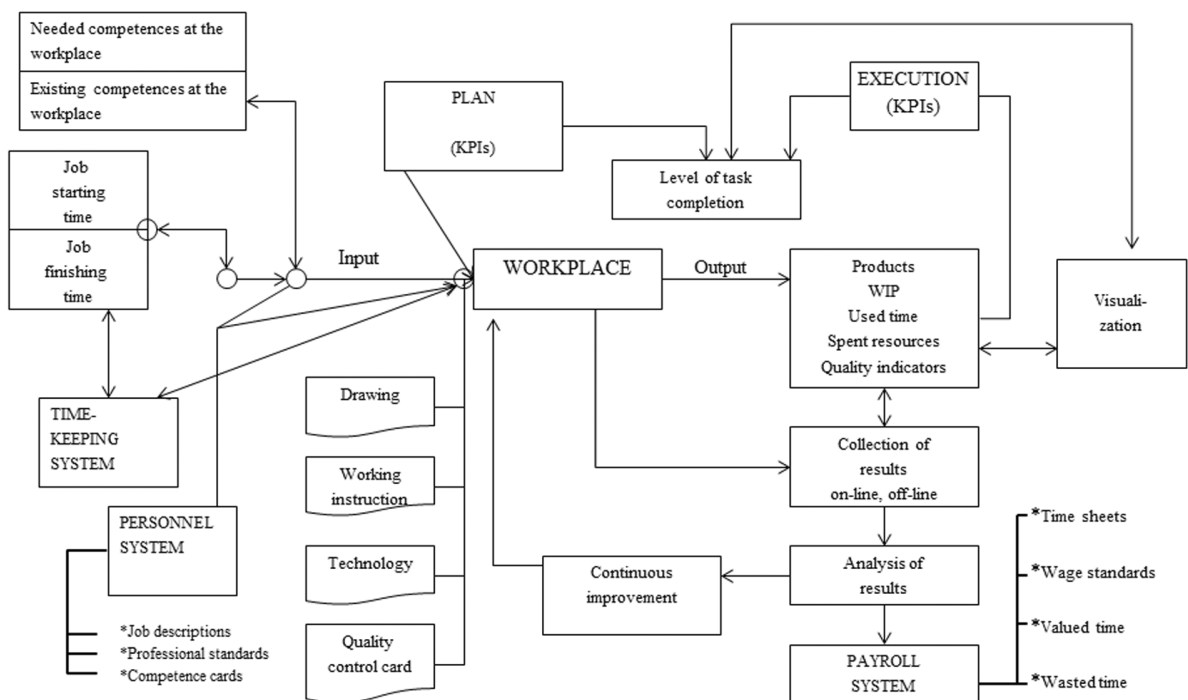 Needed competences at the
workplace
Existing competences at the
workplace
Job
starting
time
Job
finishing
time
TIME-
KEEPING
SYSTEM
PERSONNEL
SYSTEM
*Job descriptions
*Professional standards
*Competence cards
PLAN
(KPIs)
Input
Drawing
Working
instruction
Technology
Quality
control card
WORKPLACE
Output
Level of task
completion
EXECUTION
(KPIs)
Products
WIP
Used time
Spent resources
Quality indicators
Visuali-
zation
Collection of
results
on-line, off-line
Analysis of
results
Continuous
improvement
PAYROLL
SYSTEM
*Time sheets
*Wage standards
*Valued time
*Wasted time